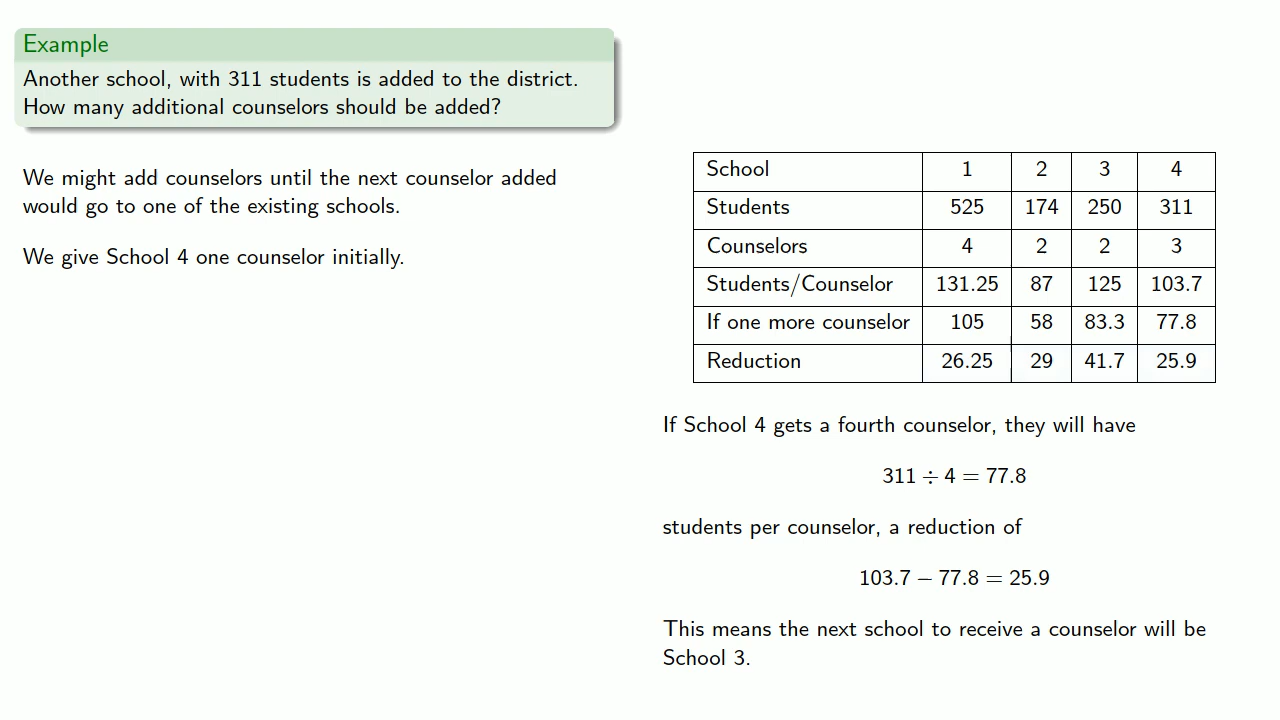 Example
Another school, with 311 students is added to the district.
How many additional counselors should be added?
We might add counselors until the next counselor added
would go to one of the existing schools.
We give School 4 one counselor initially.
School 1 2 3 4
Students 525 174 250 311
Counselors 4 2 2 3
Students/Counselor 131.25 87 125 103.7
If one more counselor 105 58 83.3 77.8
Reduction 26.25 29 41.7 25.9
If School 4 gets a fourth counselor, they will have
311 ÷ 4 = 77.8
students per counselor, a reduction of
103.7 − 77.8 = 25.9
This means the next school to receive a counselor will be
School 3.